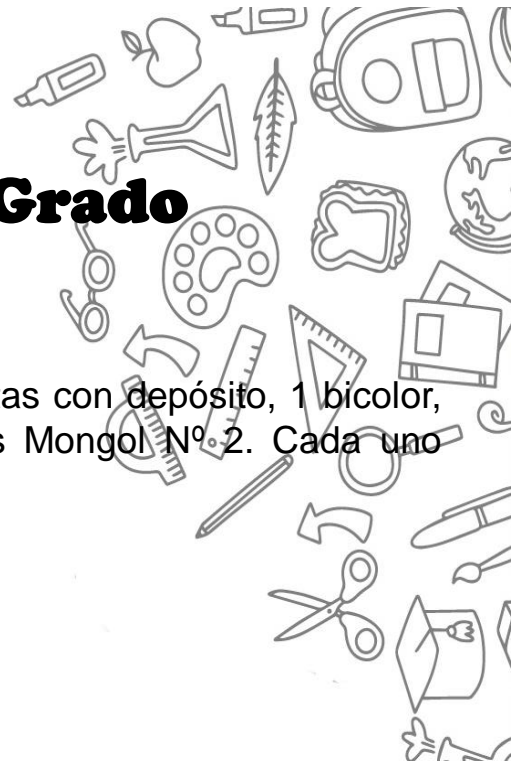 Grado
as con depósito, 1 bicolor,
s Mongol Nº 2. Cada uno